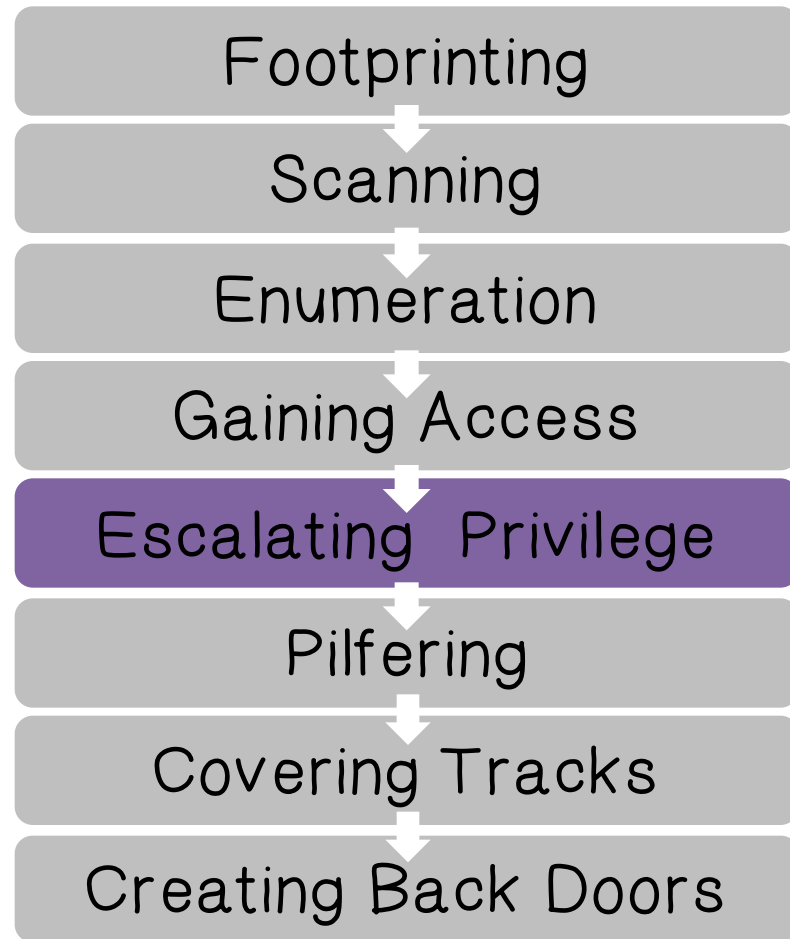 Footprinting
Scanning
Enumeration
Gaining Access
Escalating Privilege
Pilfering
Covering Tracks
Creating Back Doors